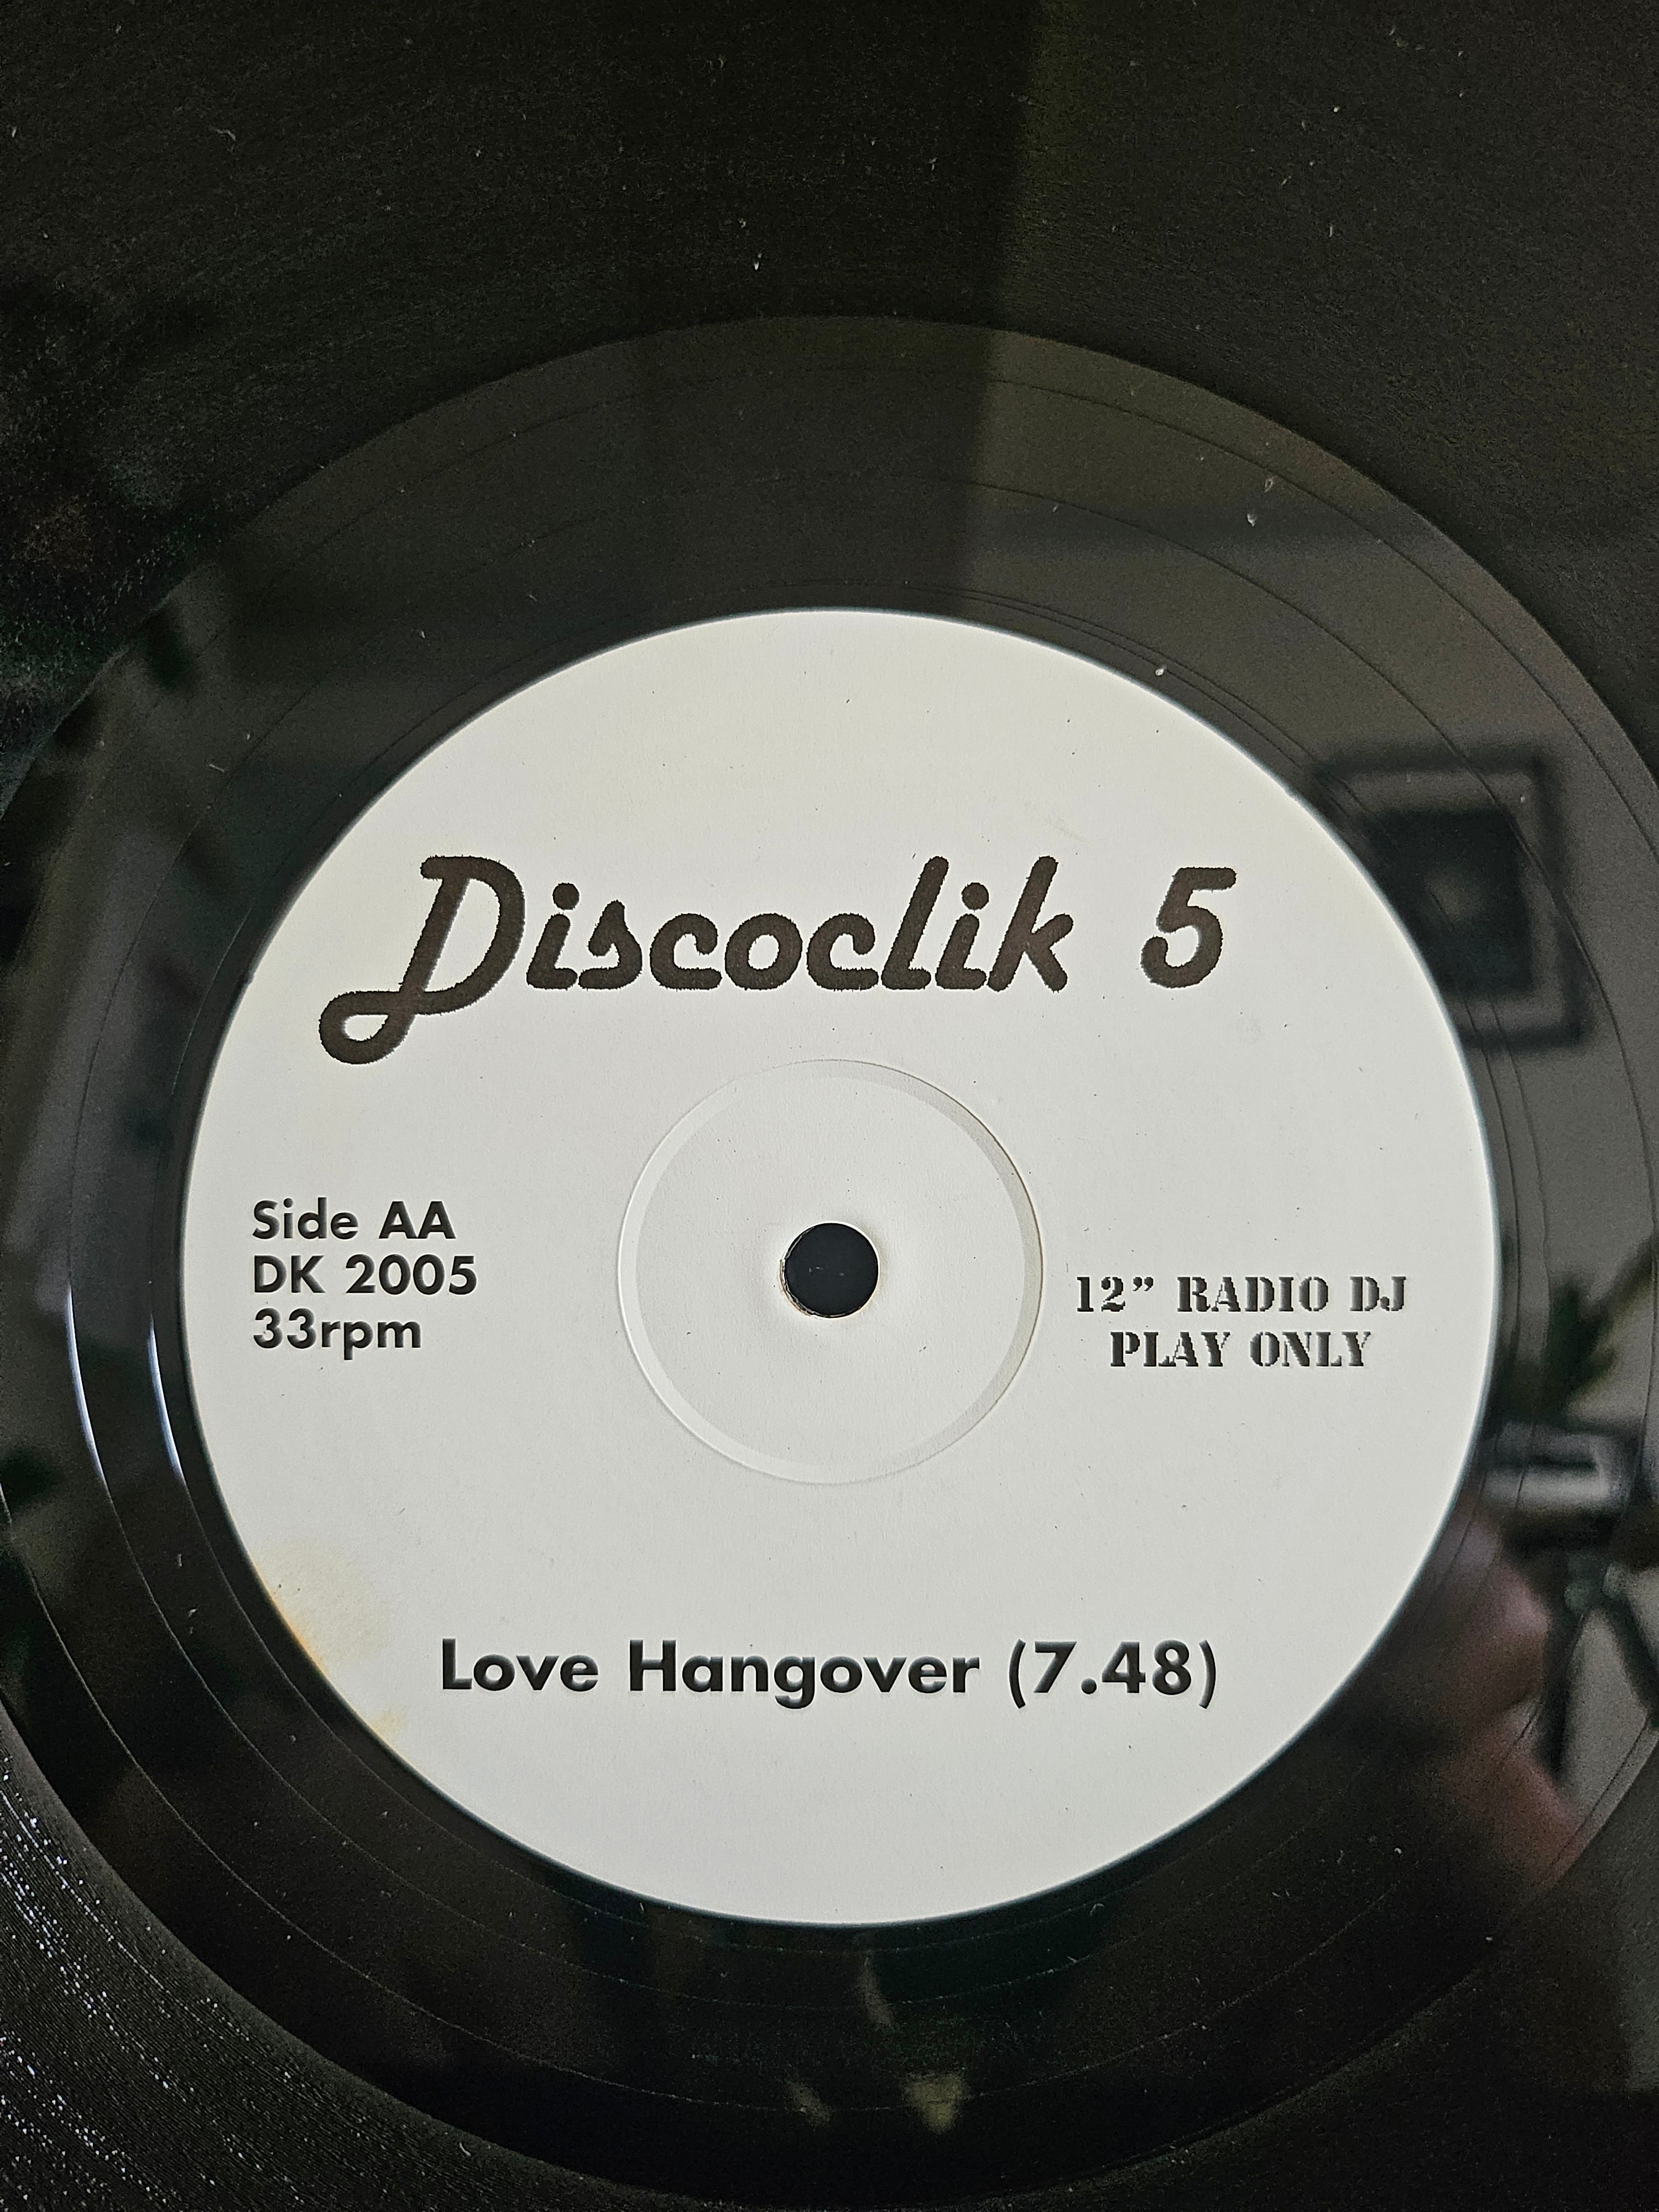 Discoclik 5
Side AA
DK 2005
33rpm
12” RADIO DJ
PLAY ONLY
Love Hangover (7.48)